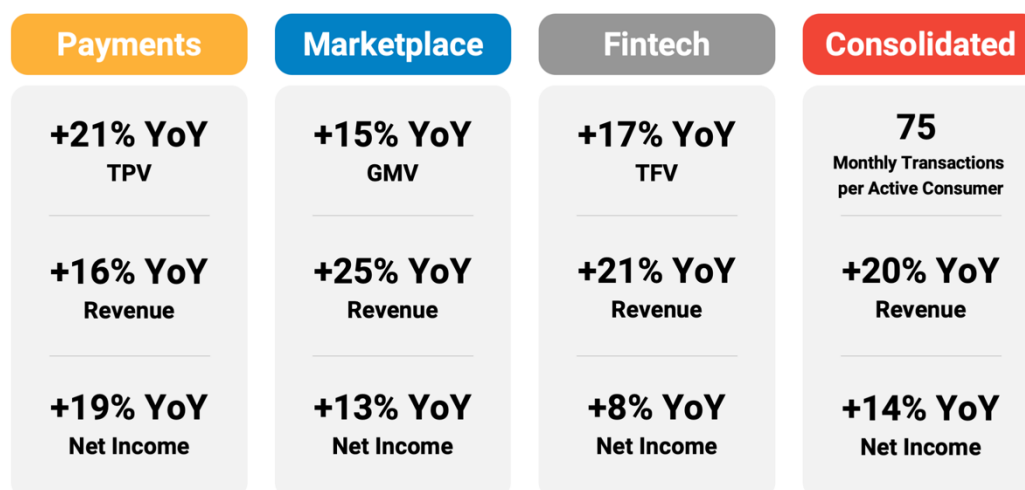 Payments
+21% YoY
TPV
+16% YoY
Revenue
+19% YoY
Net Income
Marketplace
+15% YoY
GMV
+25% YoY
Revenue
+13% YoY
Net Income
Fintech
+17% YoY
TFV
+21% YoY
Revenue
+8% YoY
Net Income
Consolidated
75
Monthly Transactions
per Active Consumer
+20% YoY
Revenue
+14% YoY
Net Income